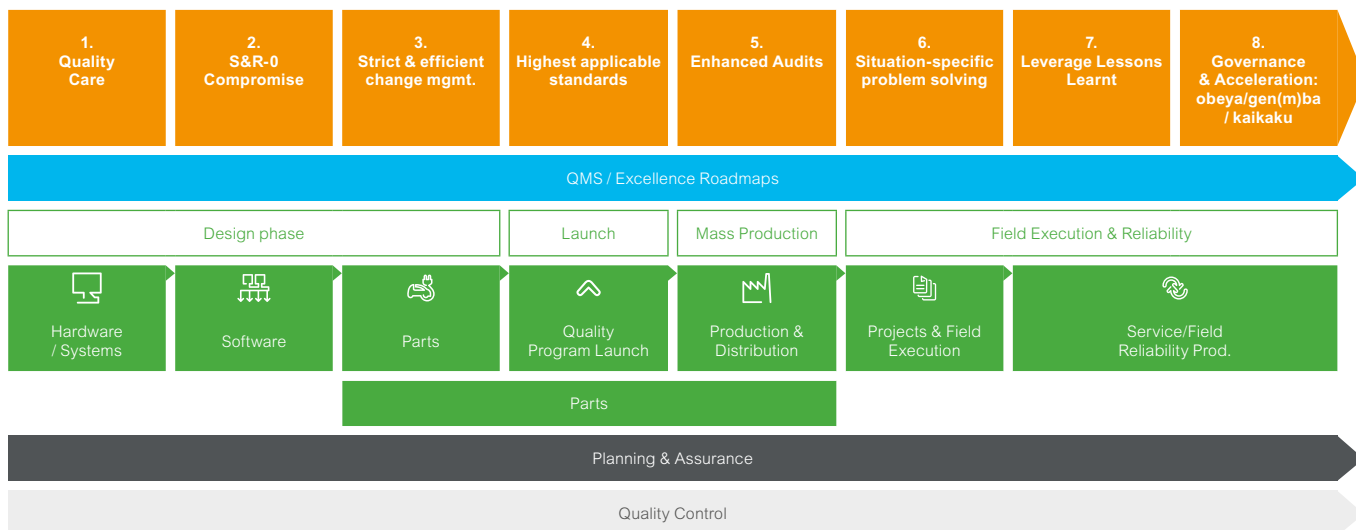 1.
Quality
Care
2.
S&R-0
Compromise
3.
Strict & efficient
change mgmt.
4.
Highest applicable
standards
5.
Enhanced Audits
6.
Situation-specific
problem solving
7.
Leverage Lessons
Learnt
8.
Governance
& Acceleration:
obeya/gen(m)ba
/ kaikaku
QMS / Excellence Roadmaps
Design phase
Launch
Mass Production
Field Execution & Reliability
Hardware
/ Systems
Software
Parts
Quality
Program Launch
Production &
Distribution
Projects & Field
Execution
Service/Field
Reliability Prod.
Parts
Planning & Assurance
Quality Control